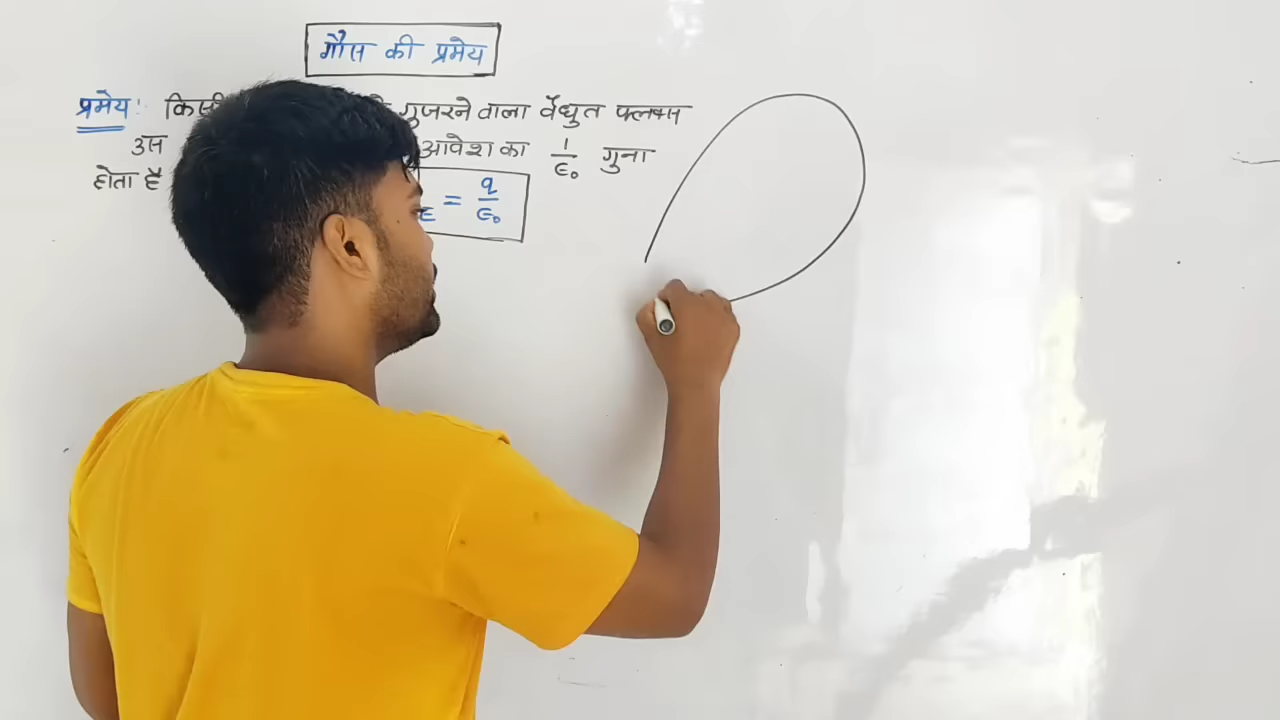 गौस की प्रमेय
प्रमेय: गुजरने वाला वैधुत फ्लक्स
उस आवेश का 1/ϵ₀ गुना
होता है
E = q/ϵ₀